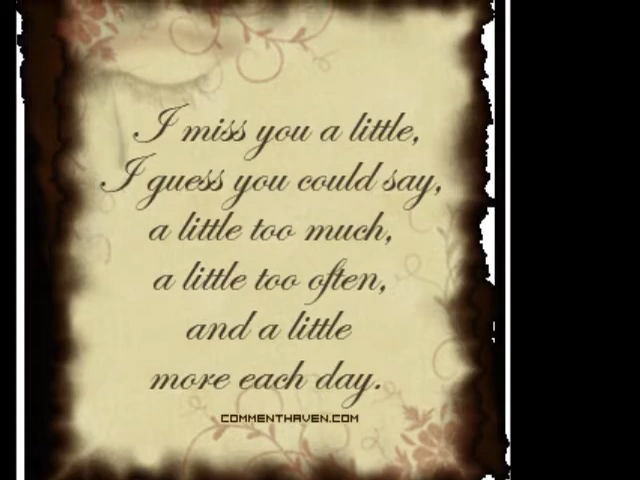 I miss you a little,
I guess you could say,
a little too much,
a little too often,
and a little
more each day.
COMMENTHAVEN.COM